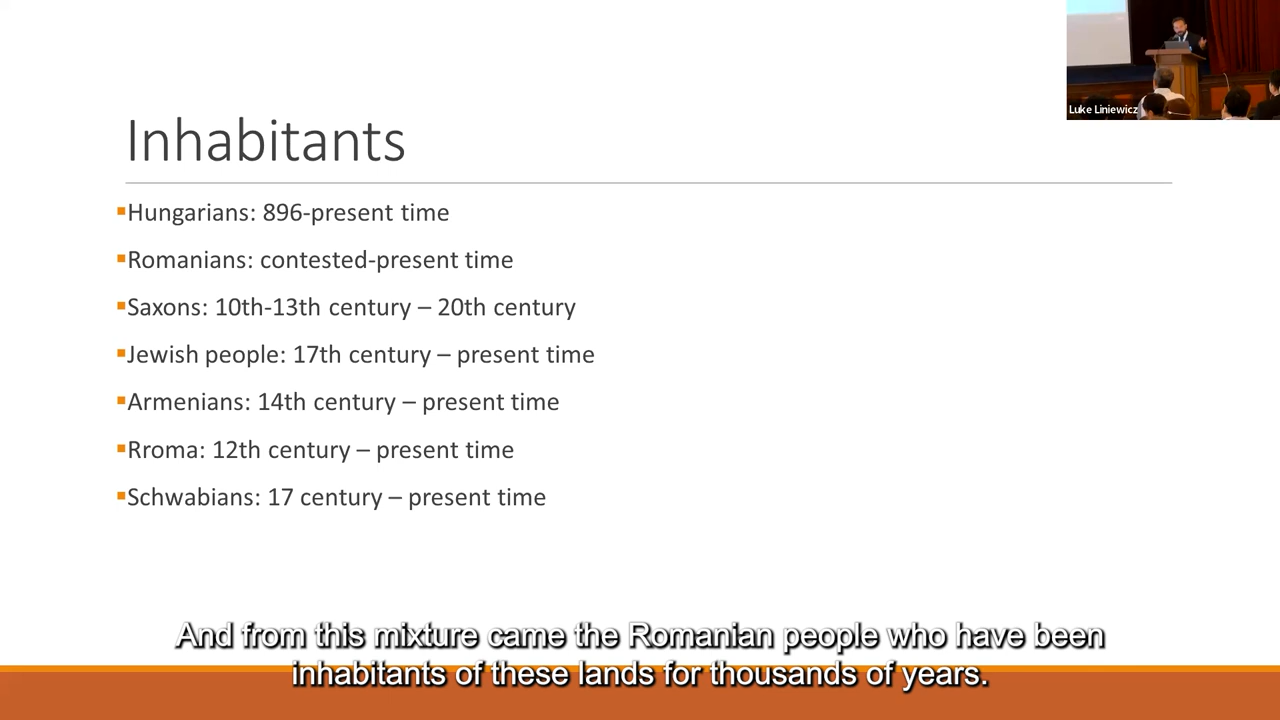 Luke Liniewicz
Inhabitants
▪Hungarians: 896-present time
▪Romanians: contested-present time
▪Saxons: 10th-13th century – 20th century
▪Jewish people: 17th century – present time
▪Armenians: 14th century – present time
▪Rroma: 12th century – present time
▪Schwabians: 17 century – present time
And from this mixture came the Romanian people who have been
inhabitants of these lands for thousands of years.